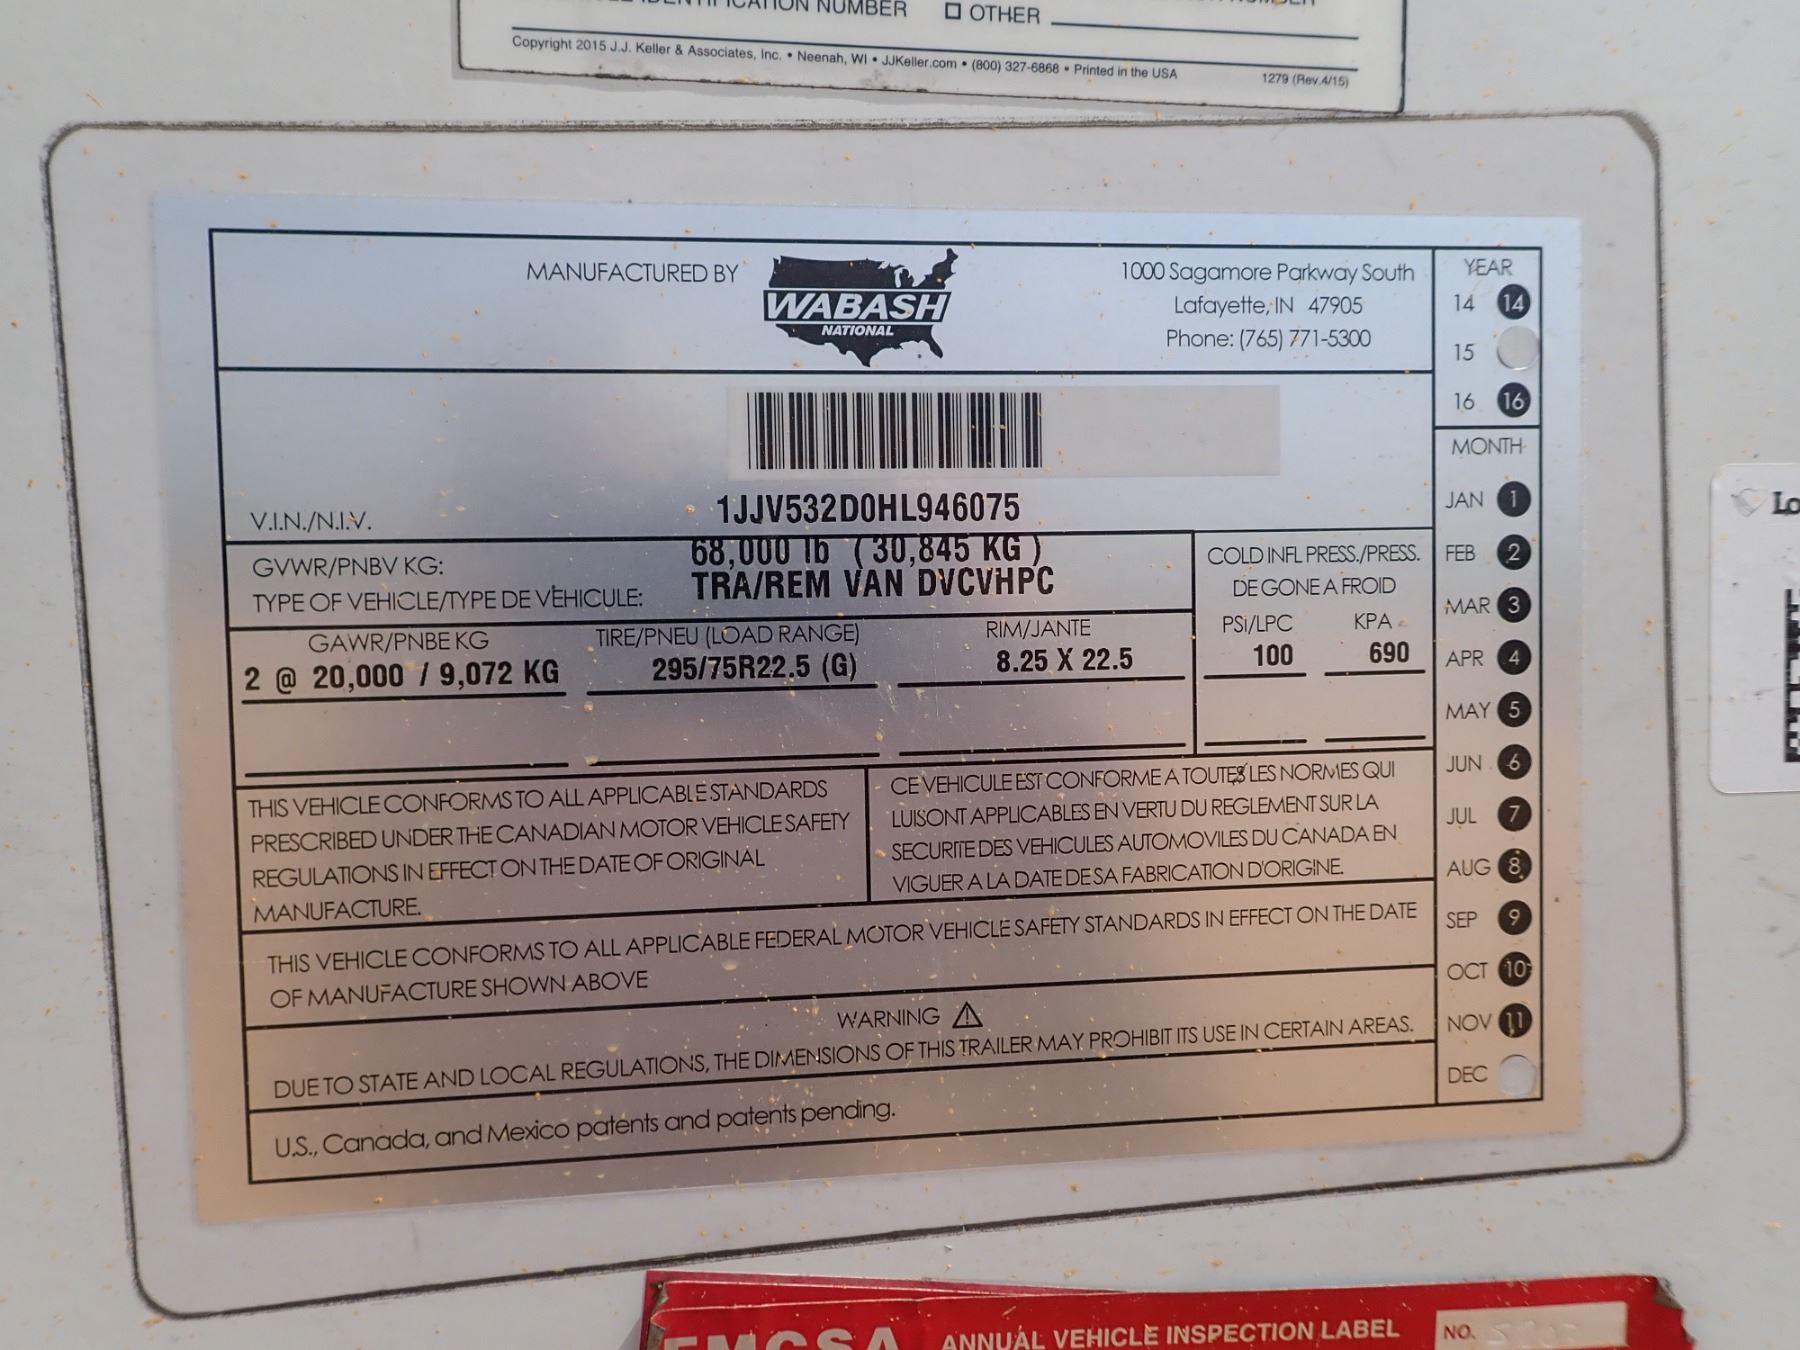 IDENTIFICATION NUMBER □ OTHER
Copyright 2015 J.J. Keller & Associates, Inc. • Neenah, WI • JJKeller.com • (800) 327-6868 • Printed in the USA 1279 (Rev.4/15)
MANUFACTURED BY
WABASH
NATIONAL
1000 Sagamore Parkway South
Lafayette, IN 47905
Phone: (765) 771-5300
YEAR
14 14
15
16 16
V.I.N./N.I.V. 1JJV532D0HL946075
GVWR/PNBV KG: 68,000 lb ( 30,845 KG )
TYPE OF VEHICLE/TYPE DE VEHICULE: TRA/REM VAN DVCVHPC
COLD INFL PRESS./PRESS.
DE GONE A FROID
GAWR/PNBE KG TIRE/PNEU (LOAD RANGE) RIM/JANTE PSi/LPC KPA
2 @ 20,000 / 9,072 KG 295/75R22.5 (G) 8.25 X 22.5 100 690
THIS VEHICLE CONFORMS TO ALL APPLICABLE STANDARDS
PRESCRIBED UNDER THE CANADIAN MOTOR VEHICLE SAFETY
REGULATIONS IN EFFECT ON THE DATE OF ORIGINAL
MANUFACTURE.
CE VEHICULE EST CONFORME A TOUTES LES NORMES QUI
LUISONT APPLICABLES EN VERTU DU REGLEMENT SUR LA
SECURITE DES VEHICULES AUTOMOVILES DU CANADA EN
VIGUER A LA DATE DE SA FABRICATION D'ORIGINE.
THIS VEHICLE CONFORMS TO ALL APPLICABLE FEDERAL MOTOR VEHICLE SAFETY STANDARDS IN EFFECT ON THE DATE
OF MANUFACTURE SHOWN ABOVE
WARNING ⚠
DUE TO STATE AND LOCAL REGULATIONS, THE DIMENSIONS OF THIS TRAILER MAY PROHIBIT ITS USE IN CERTAIN AREAS.
U.S., Canada, and Mexico patents and patents pending.
MONTH
JAN 1
FEB 2
MAR 3
APR 4
MAY 5
JUN 6
JUL 7
AUG 8
SEP 9
OCT 10
NOV 11
DEC
Lo
FMCSA ANNUAL VEHICLE INSPECTION LABEL NO.